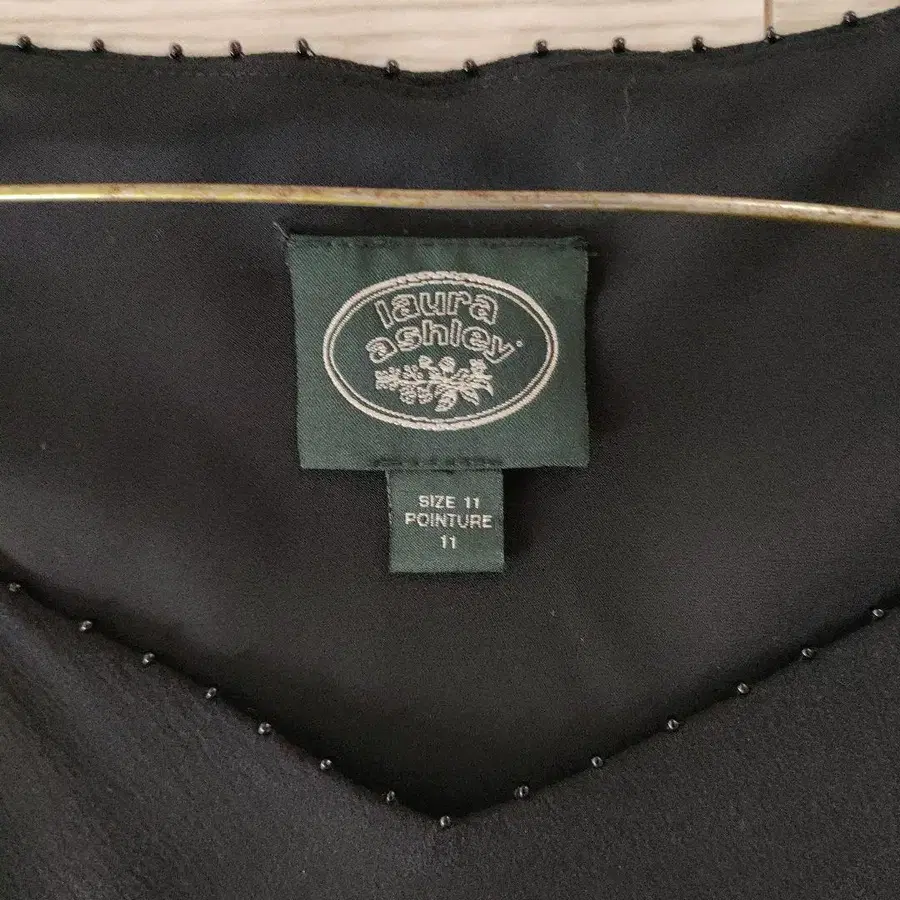 laura
ashley
SIZE 11
POINTURE
11